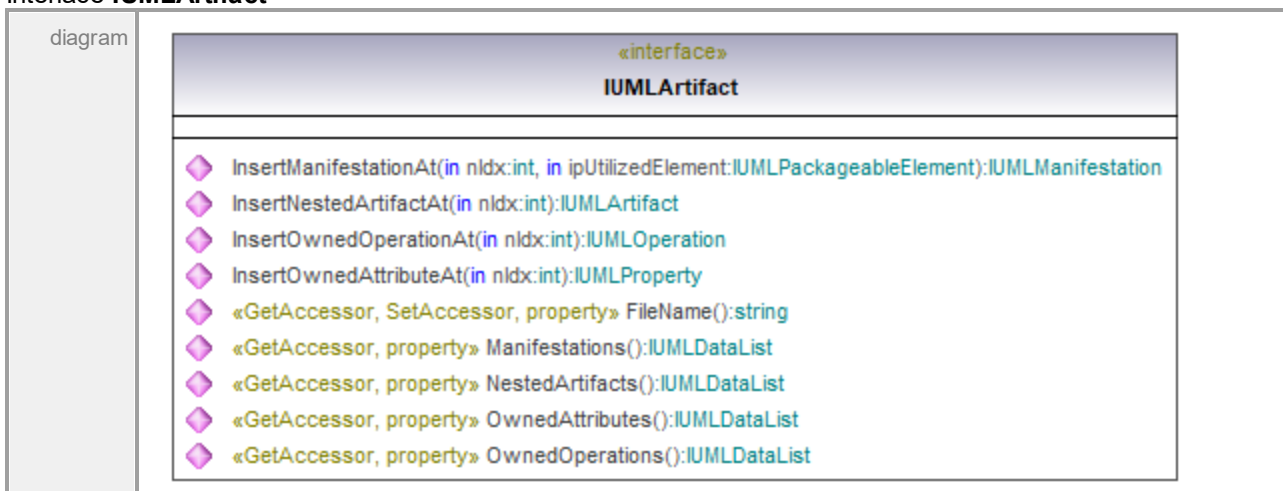 interface IUMLArtifact
diagram
«interface»
IUMLArtifact
InsertManifestationAt(in nIdx:int, in ipUtilizedElement:IUMLPackageableElement):IUMLManifestation
InsertNestedArtifactAt(in nIdx:int):IUMLArtifact
InsertOwnedOperationAt(in nIdx:int):IUMLOperation
InsertOwnedAttributeAt(in nIdx:int):IUMLProperty
«GetAccessor, SetAccessor, property» FileName():string
«GetAccessor, property» Manifestations():IUMLDataList
«GetAccessor, property» NestedArtifacts():IUMLDataList
«GetAccessor, property» OwnedAttributes():IUMLDataList
«GetAccessor, property» OwnedOperations():IUMLDataList